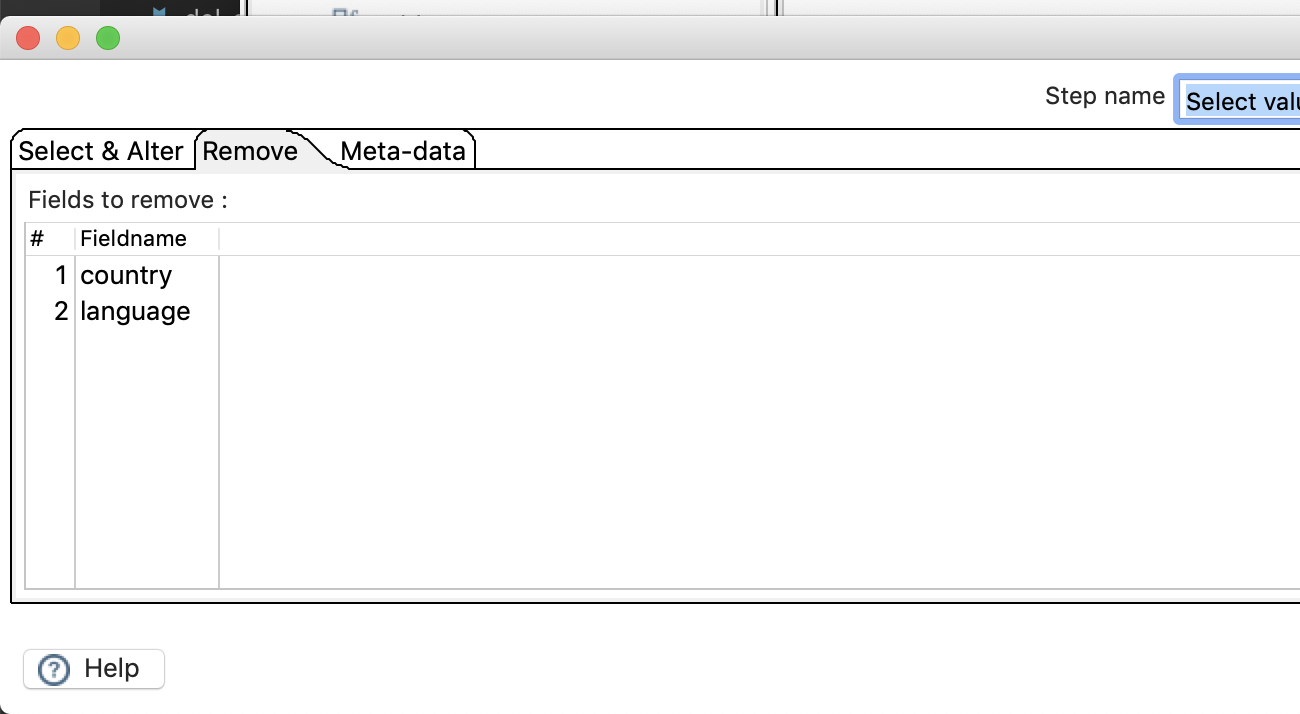 Step name Select valu
Select & Alter Remove Meta-data
Fields to remove :
# Fieldname
1 country
2 language
Help